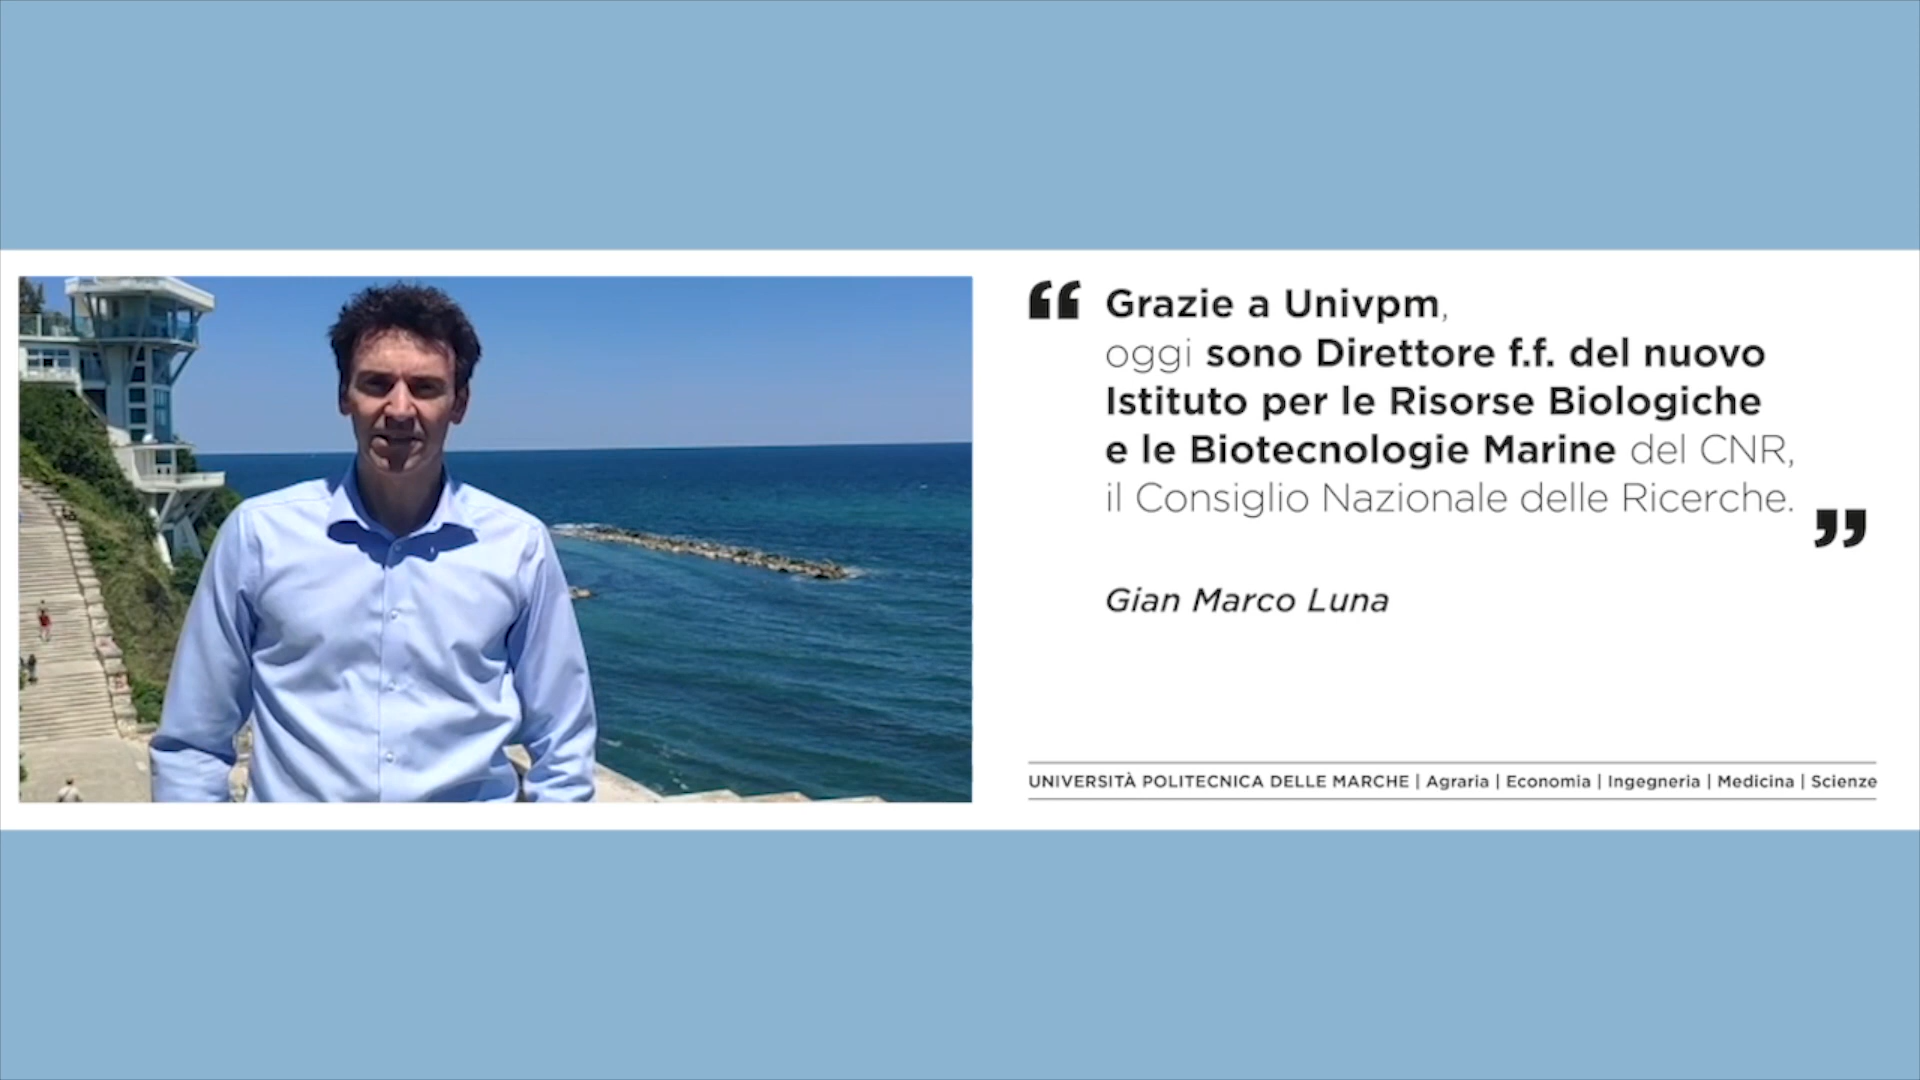 “ Grazie a Univpm,
oggi sono Direttore f.f. del nuovo
Istituto per le Risorse Biologiche
e le Biotecnologie Marine del CNR,
il Consiglio Nazionale delle Ricerche. ”
Gian Marco Luna
UNIVERSITÀ POLITECNICA DELLE MARCHE | Agraria | Economia | Ingegneria | Medicina | Scienze